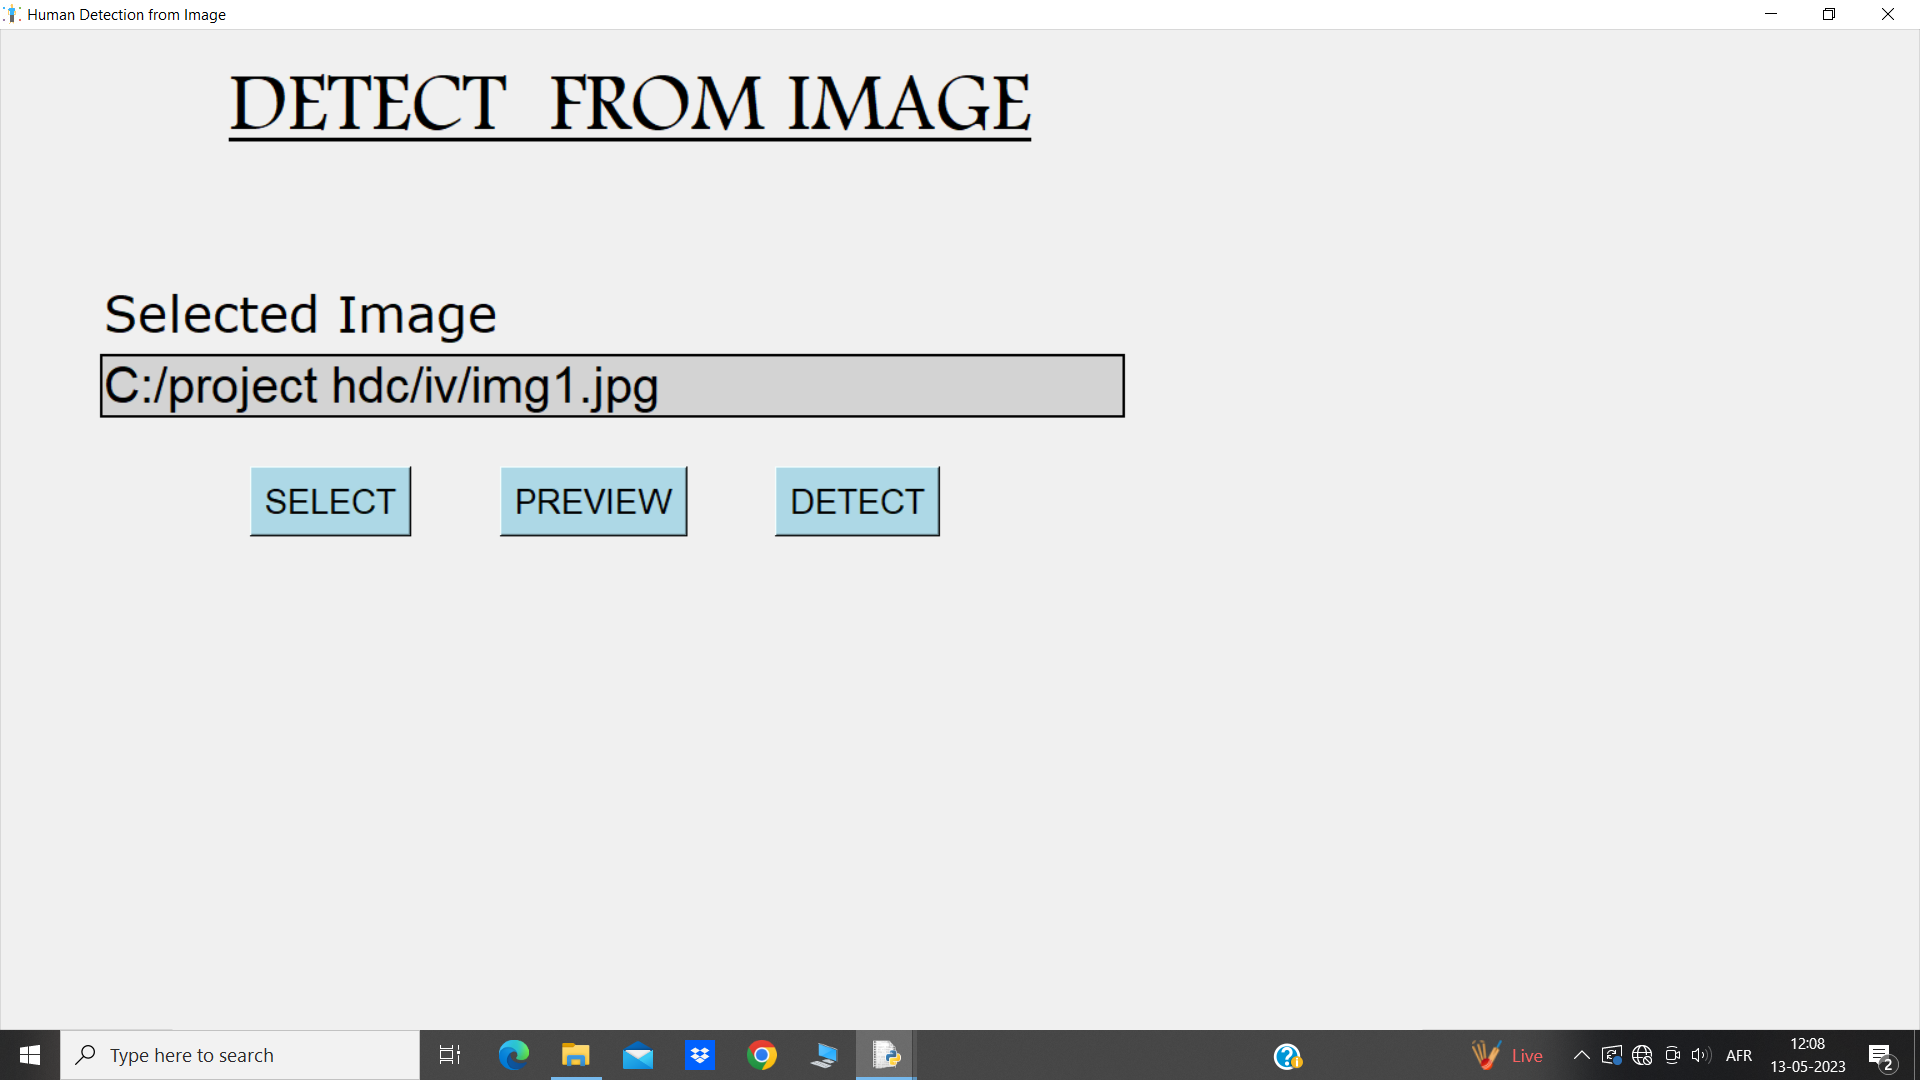 Human Detection from Image
DETECT FROM IMAGE
Selected Image
C:/project hdc/iv/img1.jpg
SELECT PREVIEW DETECT
Type here to search
Live
AFR
12:08
13-05-2023
2